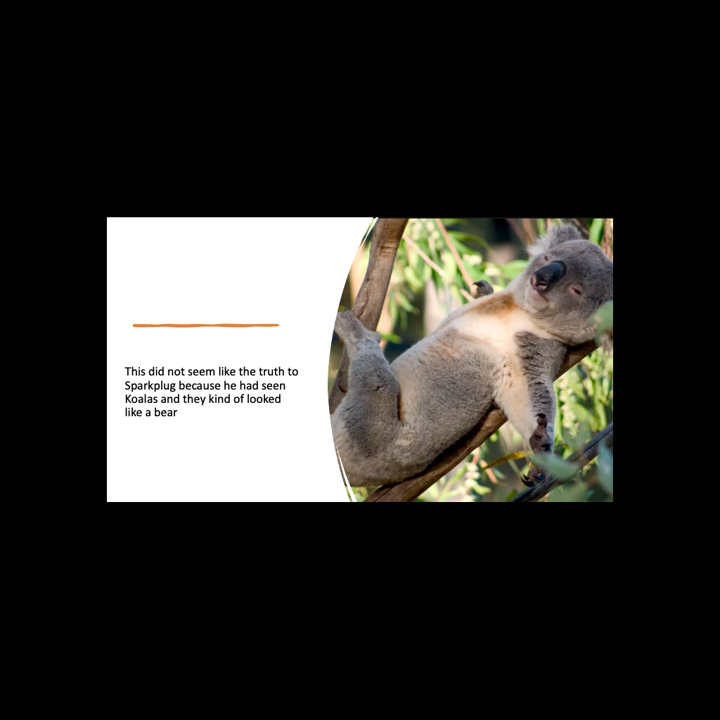 This did not seem like the truth to
Sparkplug because he had seen
Koalas and they kind of looked
like a bear